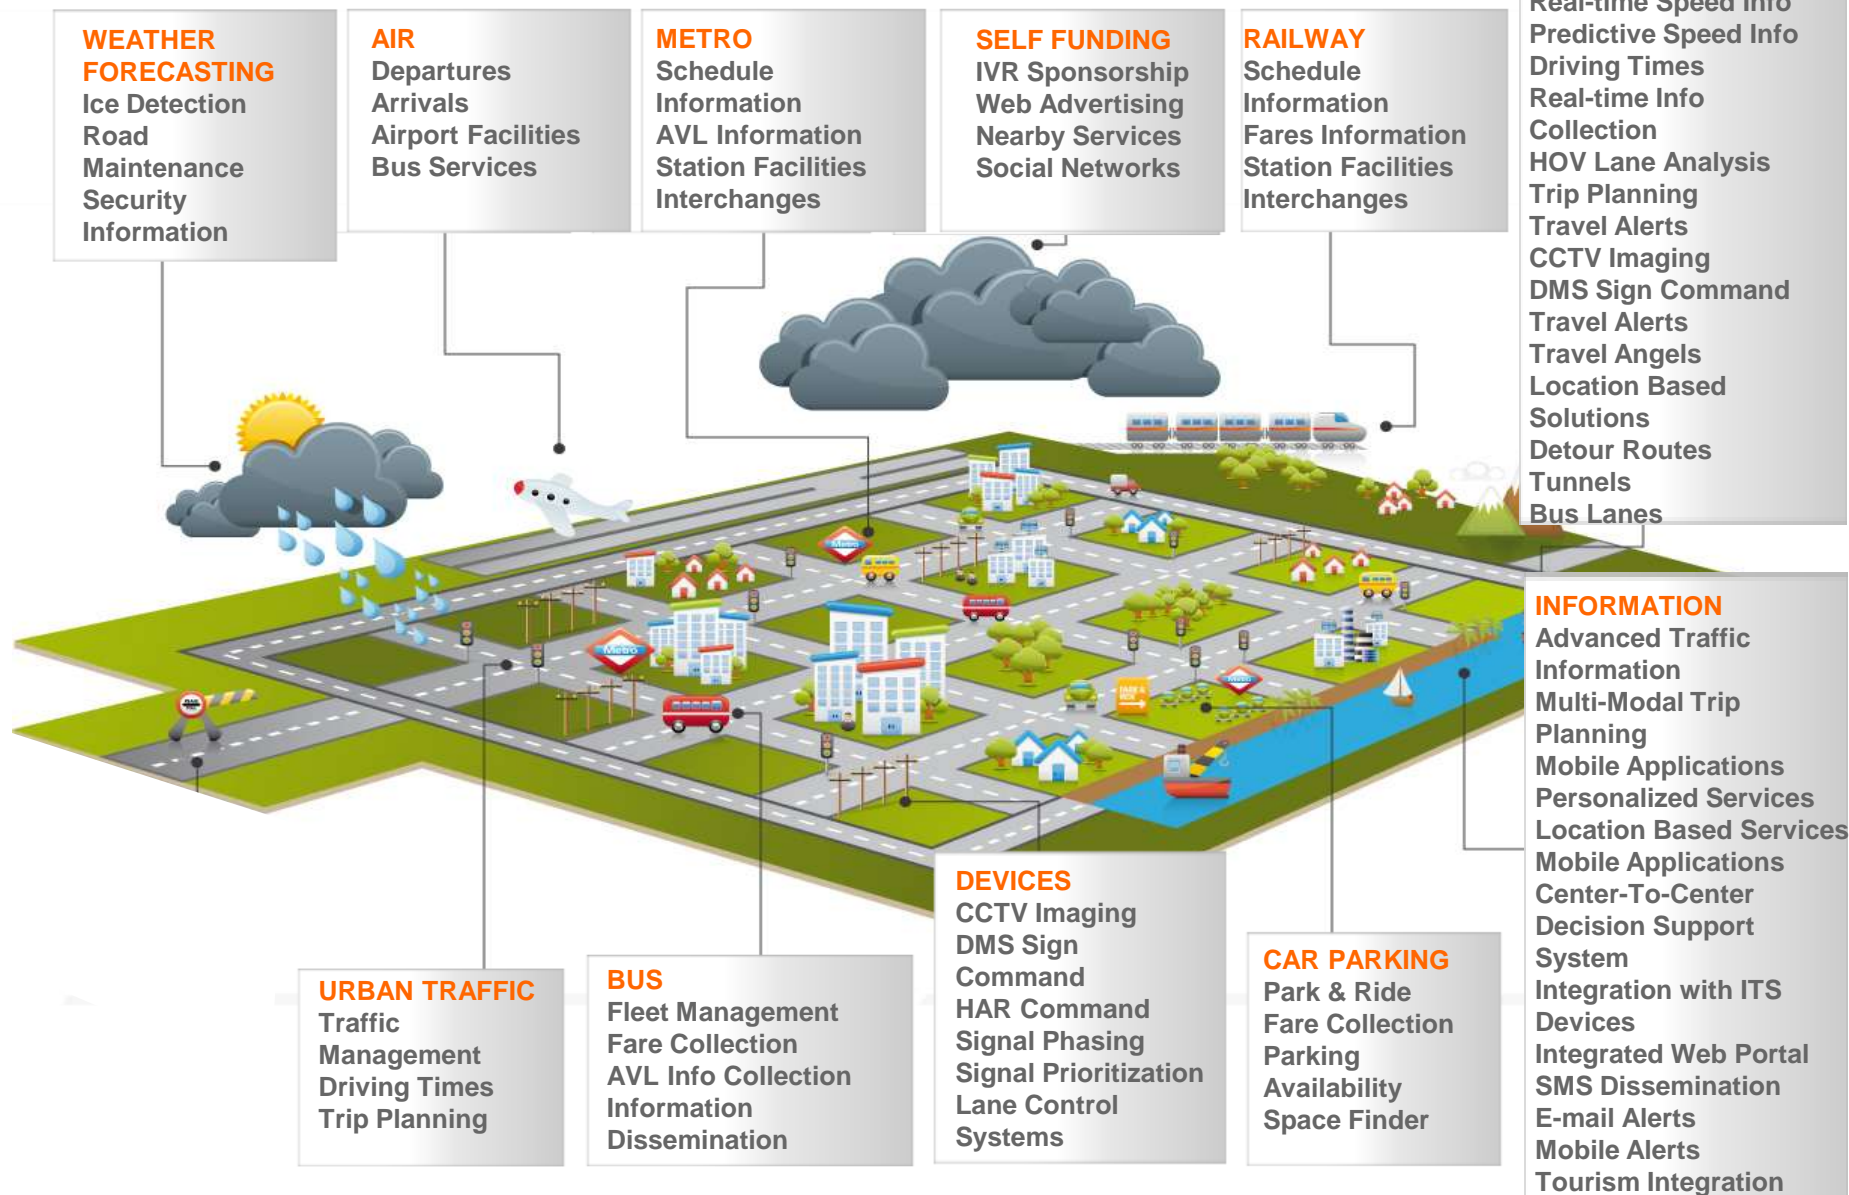 WEATHER
FORECASTING
Ice Detection
Road
Maintenance
Security
Information
AIR
Departures
Arrivals
Airport Facilities
Bus Services
METRO
Schedule
Information
AVL Information
Station Facilities
Interchanges
SELF FUNDING
IVR Sponsorship
Web Advertising
Nearby Services
Social Networks
RAILWAY
Schedule
Information
Fares Information
Station Facilities
Interchanges
Real-time Speed Info
Predictive Speed Info
Driving Times
Real-time Info
Collection
HOV Lane Analysis
Trip Planning
Travel Alerts
CCTV Imaging
DMS Sign Command
Travel Alerts
Travel Angels
Location Based
Solutions
Detour Routes
Tunnels
Bus Lanes
Metro
Metro
Metro
PARK &
RIDE
INFORMATION
Advanced Traffic
Information
Multi-Modal Trip
Planning
Mobile Applications
Personalized Services
Location Based Services
Mobile Applications
Center-To-Center
Decision Support
System
Integration with ITS
Devices
Integrated Web Portal
SMS Dissemination
E-mail Alerts
Mobile Alerts
Tourism Integration
URBAN TRAFFIC
Traffic
Management
Driving Times
Trip Planning
BUS
Fleet Management
Fare Collection
AVL Info Collection
Information
Dissemination
DEVICES
CCTV Imaging
DMS Sign
Command
HAR Command
Signal Phasing
Signal Prioritization
Lane Control
Systems
CAR PARKING
Park & Ride
Fare Collection
Parking
Availability
Space Finder